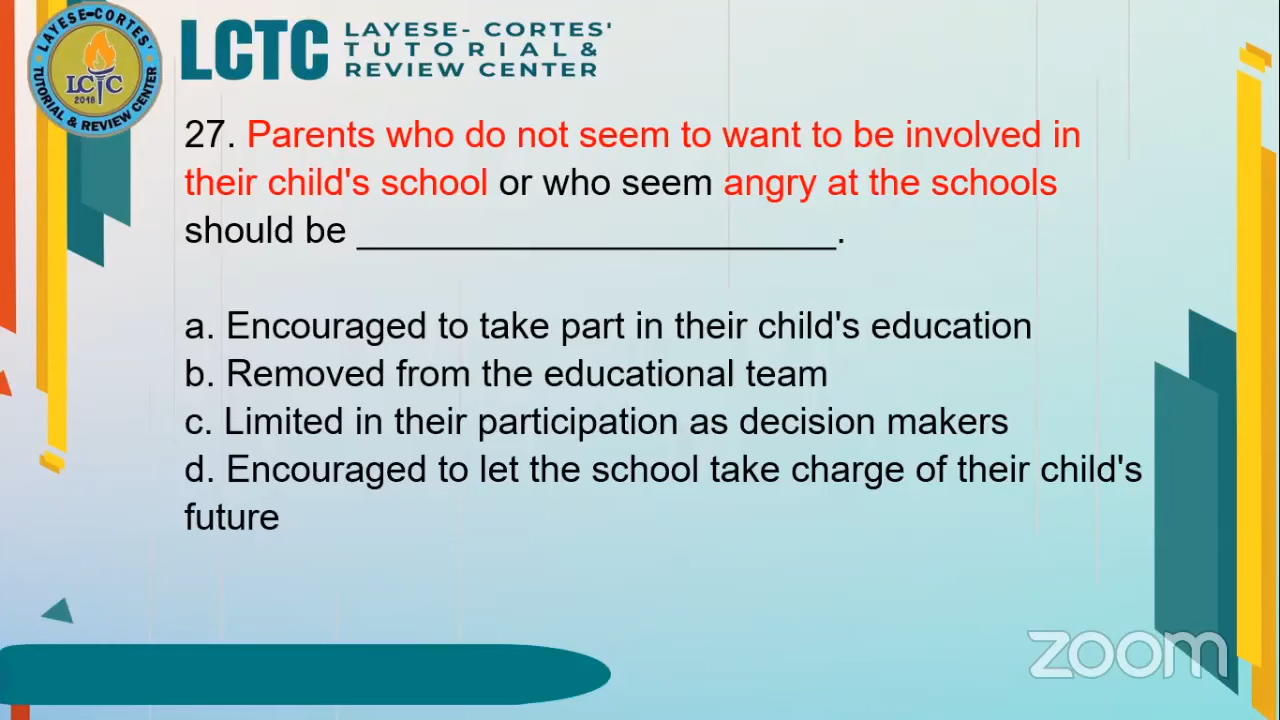 LAYESE-CORTES'
TUTORIAL & REVIEW CENTER
LCTC
2018
LCTC
LAYESE- CORTES'
TUTORIAL &
REVIEW CENTER
27. Parents who do not seem to want to be involved in
their child's school or who seem angry at the schools
should be _______________________.
a. Encouraged to take part in their child's education
b. Removed from the educational team
c. Limited in their participation as decision makers
d. Encouraged to let the school take charge of their child's
future
zoom